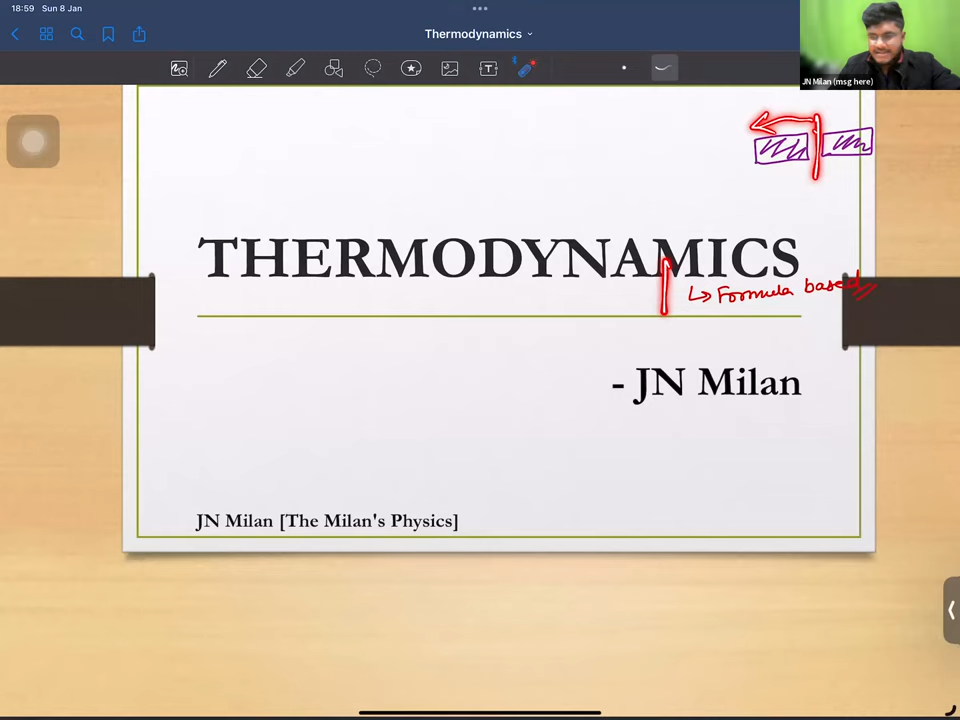 18:59 Sun 8 Jan
Thermodynamics
JN Milan (msg here)
THERMODYNAMICS
↳ Formula based
- JN Milan
JN Milan [The Milan's Physics]